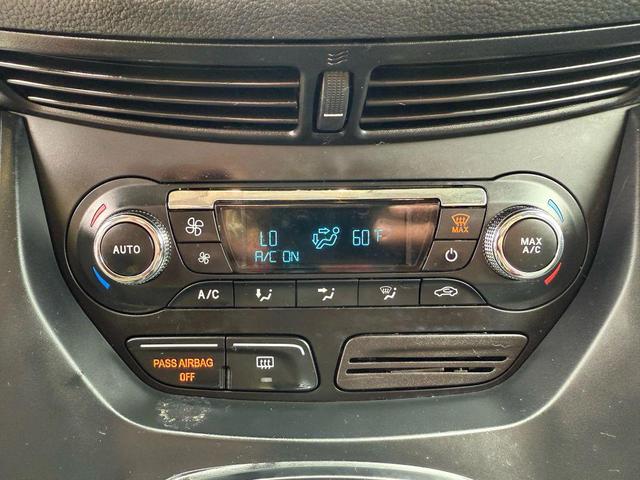 AUTO
LO
60°F
A/C ON
MAX
MAX
A/C
A/C
PASS AIRBAG
OFF